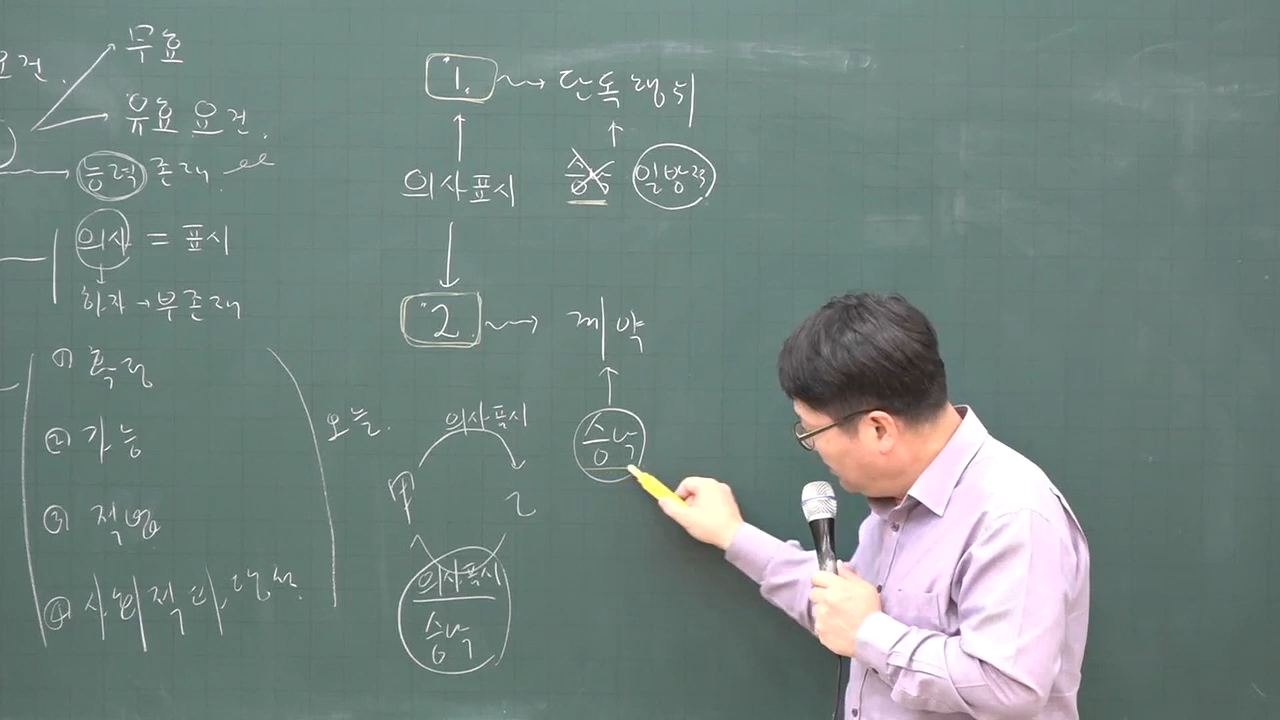 요건.
무효
유효 요건.
능력 존재.
의사 = 표시
하자→부존재
① 확정
② 가능
③ 적법
④ 사회적 타당성.
1. 단독행위
승낙 일방적
의사표시
2. 계약
승낙
오늘.
의사표시
甲 乙
의사표시
승낙